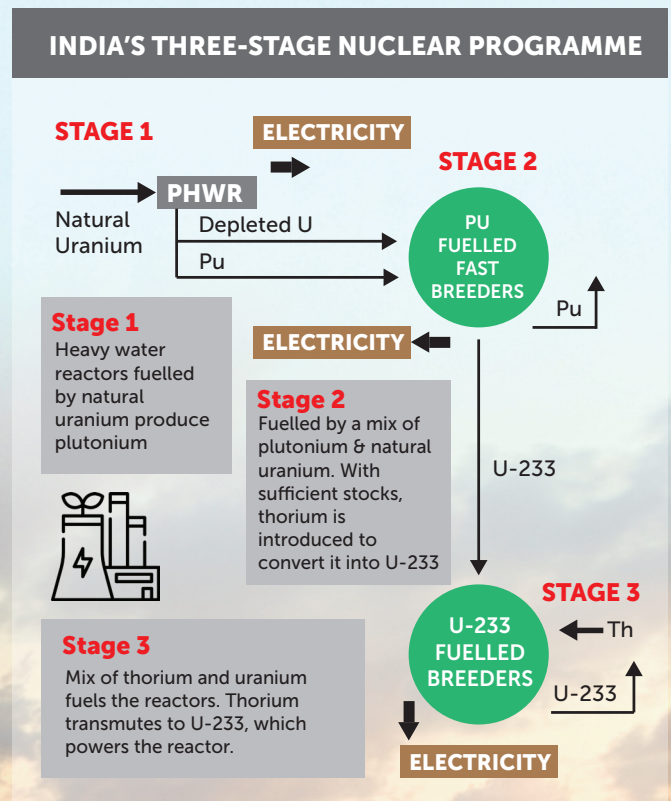 INDIA'S THREE-STAGE NUCLEAR PROGRAMME
STAGE 1
ELECTRICITY
STAGE 2
PHWR
Natural
Uranium
Depleted U
Pu
PU
FUELLED
FAST
BREEDERS
Pu
Stage 1
Heavy water
reactors fuelled
by natural
uranium produce
plutonium
ELECTRICITY
Stage 2
Fuelled by a mix of
plutonium & natural
uranium. With
sufficient stocks,
thorium is
introduced to
convert it into U-233
U-233
STAGE 3
U-233
FUELLED
BREEDERS
Th
U-233
Stage 3
Mix of thorium and uranium
fuels the reactors. Thorium
transmutes to U-233, which
powers the reactor.
ELECTRICITY